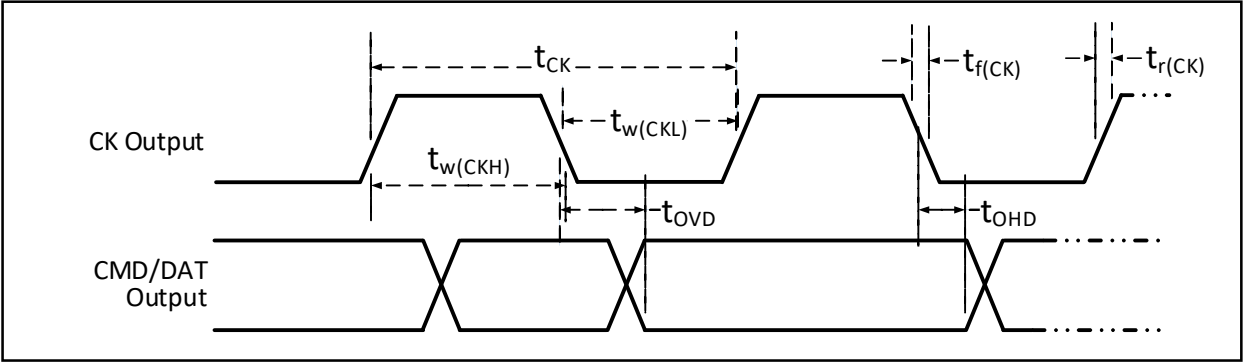 tCK
tf(CK)
tr(CK)
CK Output
tw(CKL)
tw(CKH)
tOVD
tOHD
CMD/DAT
Output